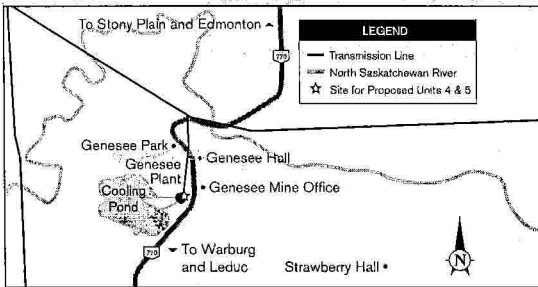 To Stony Plain and Edmonton
770
LEGEND
Transmission Line
North Saskatchewan River
Site for Proposed Units 4 & 5
Genesee Park
Genesee Hall
Genesee
Plant
Genesee Mine Office
Cooling
Pond
770
To Warburg
and Leduc
Strawberry Hall
N